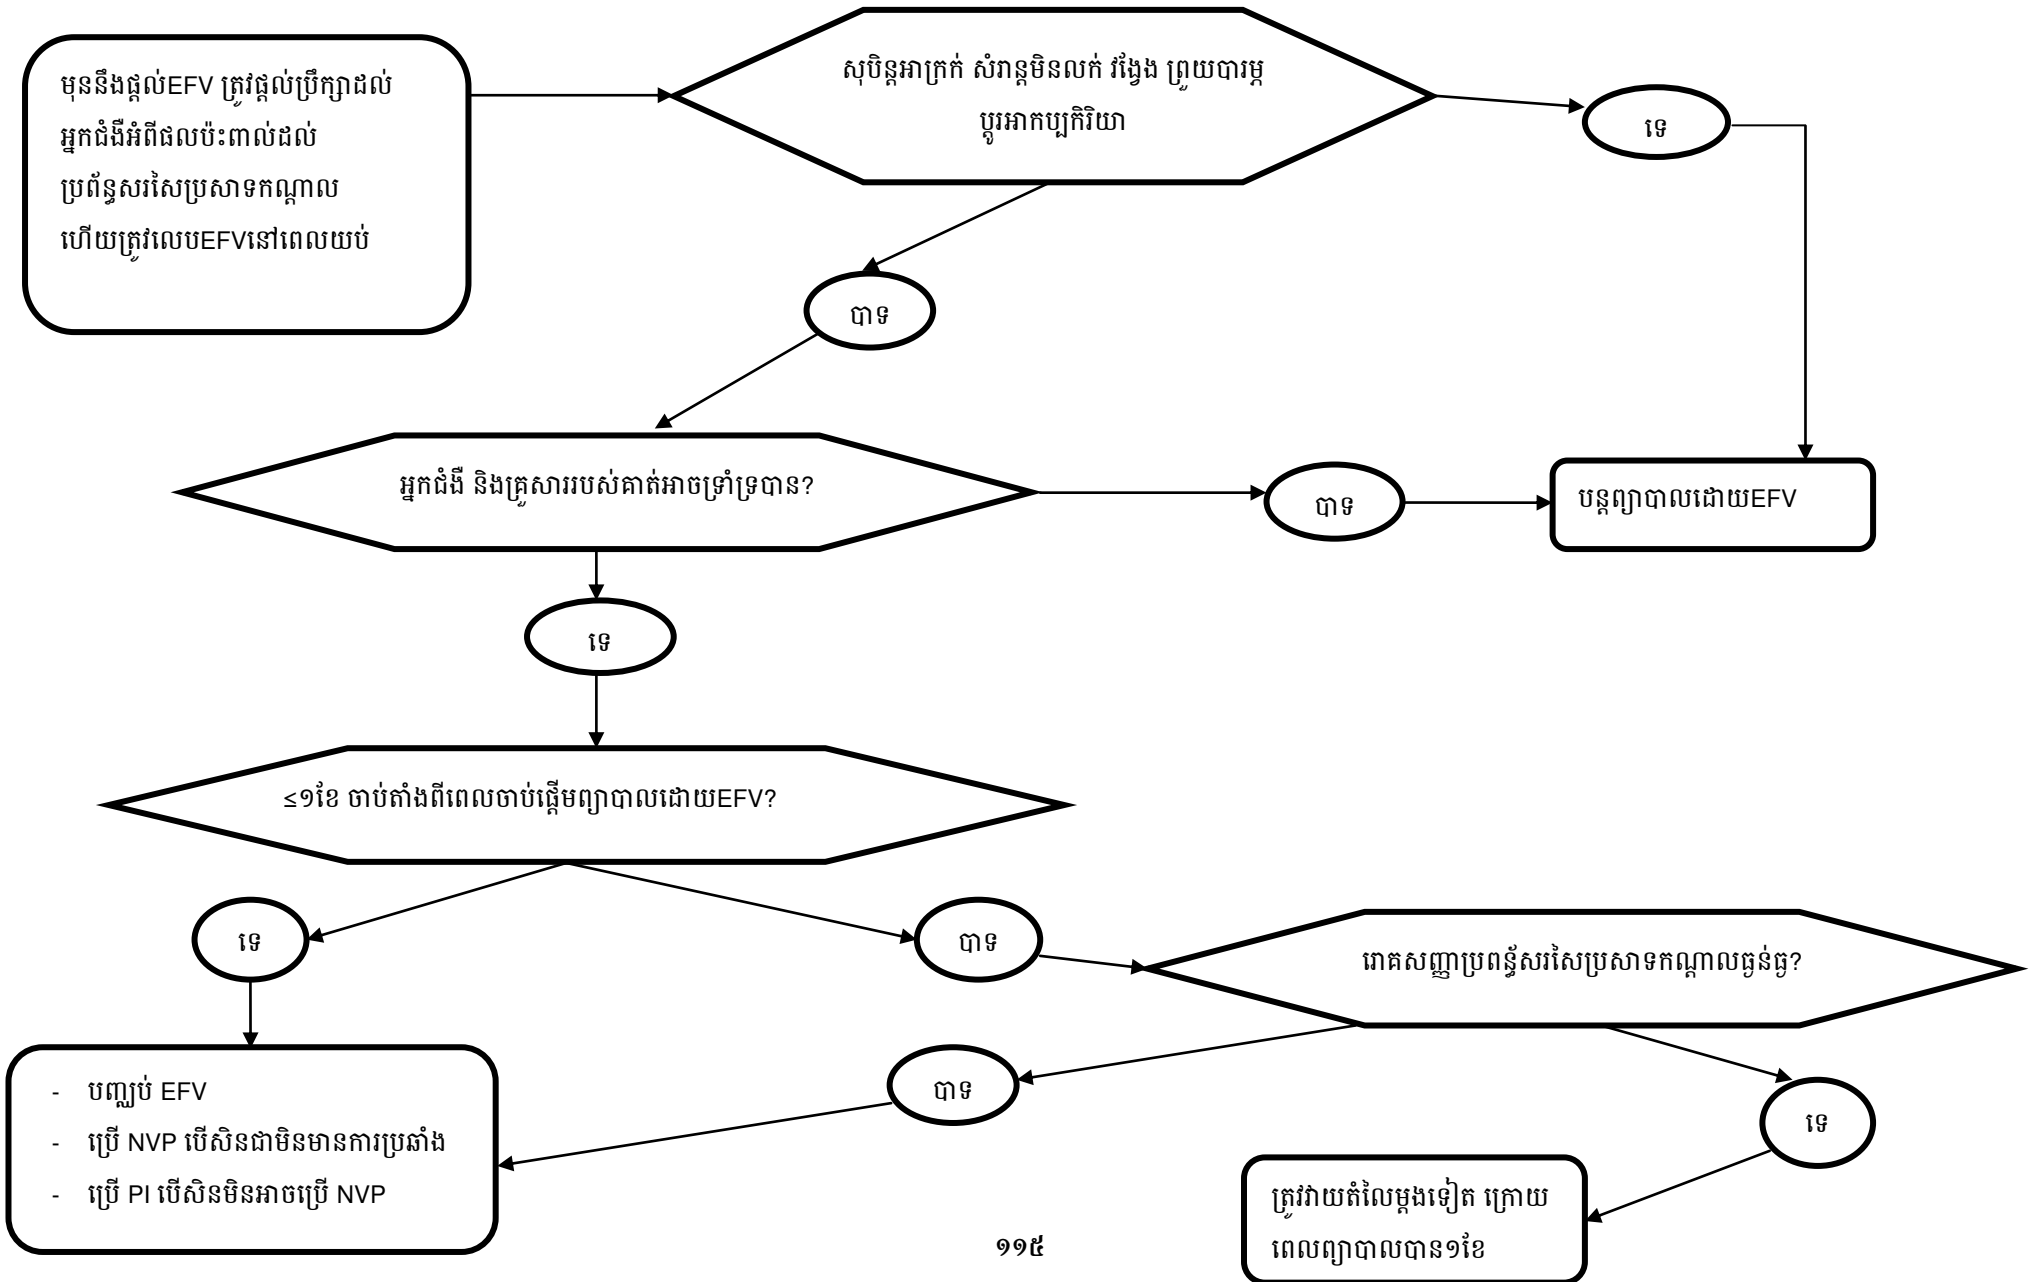 មុននឹងផ្តល់EFV ត្រូវផ្តល់ប្រឹក្សាដល់
អ្នកជំងឺអំពីផលប៉ះពាល់ដល់
ប្រព័ន្ធសរសៃប្រសាទកណ្តាល
ហើយត្រូវលេបEFVនៅពេលយប់
សុបិន្តអាក្រក់ សំរាន្តមិនលក់ វង្វែង ព្រួយបារម្ភ
ប្តូរអាកប្បកិរិយា
ទេ
បាទ
អ្នកជំងឺ និងគ្រួសាររបស់គាត់អាចទ្រាំទ្របាន?
បាទ
បន្តព្យាបាលដោយEFV
ទេ
≤១ខែ ចាប់តាំងពីពេលចាប់ផ្តើមព្យាបាលដោយEFV?
ទេ
បាទ
រោគសញ្ញាប្រពន្ធ័សរសៃប្រសាទកណ្តាលធ្ងន់ធ្ងរ?
បាទ
ទេ
- បញ្ឈប់ EFV
- ប្រើ NVP បើសិនជាមិនមានការប្រឆាំង
- ប្រើ PI បើសិនមិនអាចប្រើ NVP
ត្រូវវាយតំលៃម្តងទៀត ក្រោយ
ពេលព្យាបាលបាន១ខែ
១១៥